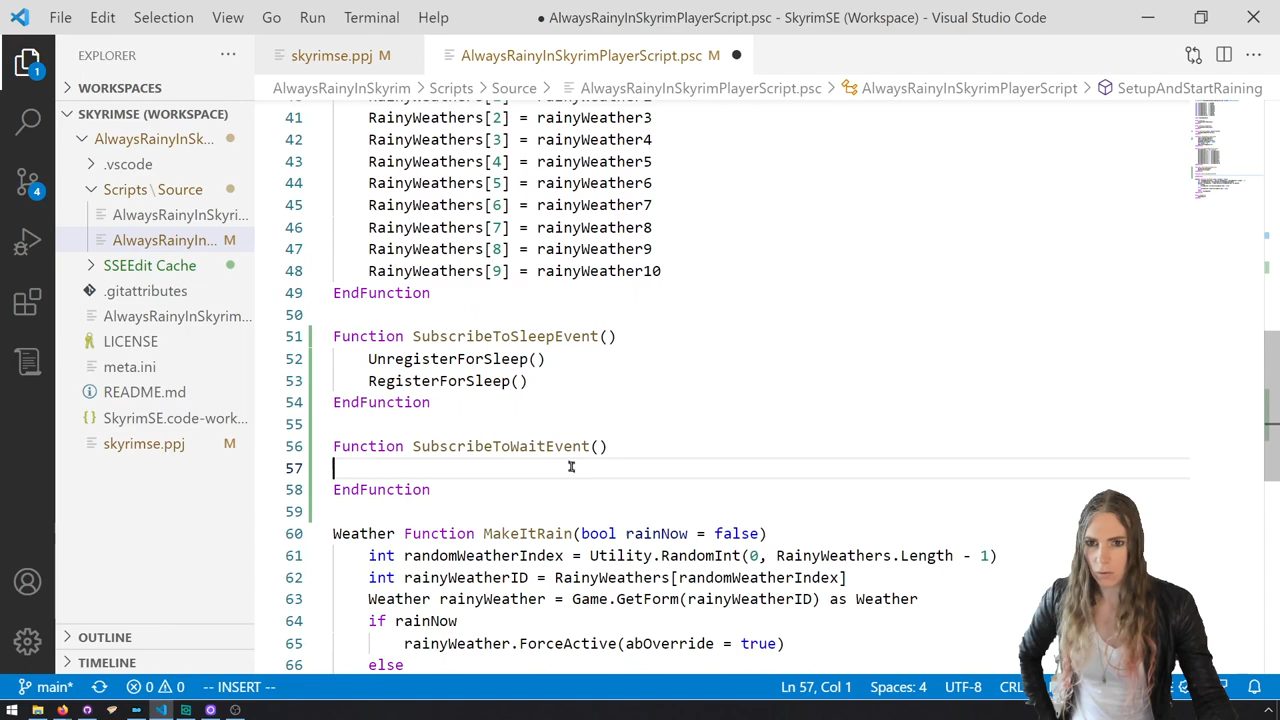 File Edit Selection View Go Run Terminal Help ● AlwaysRainyInSkyrimPlayerScript.psc - SkyrimSE (Workspace) - Visual Studio Code
EXPLORER ···
skyrimse.ppj M
AlwaysRainyInSkyrimPlayerScript.psc M ●
WORKSPACES
AlwaysRainyInSkyrim > Scripts > Source > AlwaysRainyInSkyrimPlayerScript.psc > AlwaysRainyInSkyrimPlayerScript > SetupAndStartRaining
SKYRIMSE (WORKSPACE)
AlwaysRainyInSk...
.vscode
Scripts \ Source
AlwaysRainyInSkyri...
AlwaysRainyIn... M
SSEEdit Cache
.gitattributes
AlwaysRainyInSkyrim...
LICENSE
meta.ini
README.md
SkyrimSE.code-work...
skyrimse.ppj M
OUTLINE
TIMELINE
1
4
41 RainyWeathers[2] = rainyWeather3
42 RainyWeathers[3] = rainyWeather4
43 RainyWeathers[4] = rainyWeather5
44 RainyWeathers[5] = rainyWeather6
45 RainyWeathers[6] = rainyWeather7
46 RainyWeathers[7] = rainyWeather8
47 RainyWeathers[8] = rainyWeather9
48 RainyWeathers[9] = rainyWeather10
49 EndFunction
50
51 Function SubscribeToSleepEvent()
52 UnregisterForSleep()
53 RegisterForSleep()
54 EndFunction
55
56 Function SubscribeToWaitEvent()
57
58 EndFunction
59
60 Weather Function MakeItRain(bool rainNow = false)
61 int randomWeatherIndex = Utility.RandomInt(0, RainyWeathers.Length - 1)
62 int rainyWeatherID = RainyWeathers[randomWeatherIndex]
63 Weather rainyWeather = Game.GetForm(rainyWeatherID) as Weather
64 if rainNow
65 rainyWeather.ForceActive(abOverride = true)
66 else
main* 0 0 -- INSERT -- Ln 57, Col 1 Spaces: 4 UTF-8